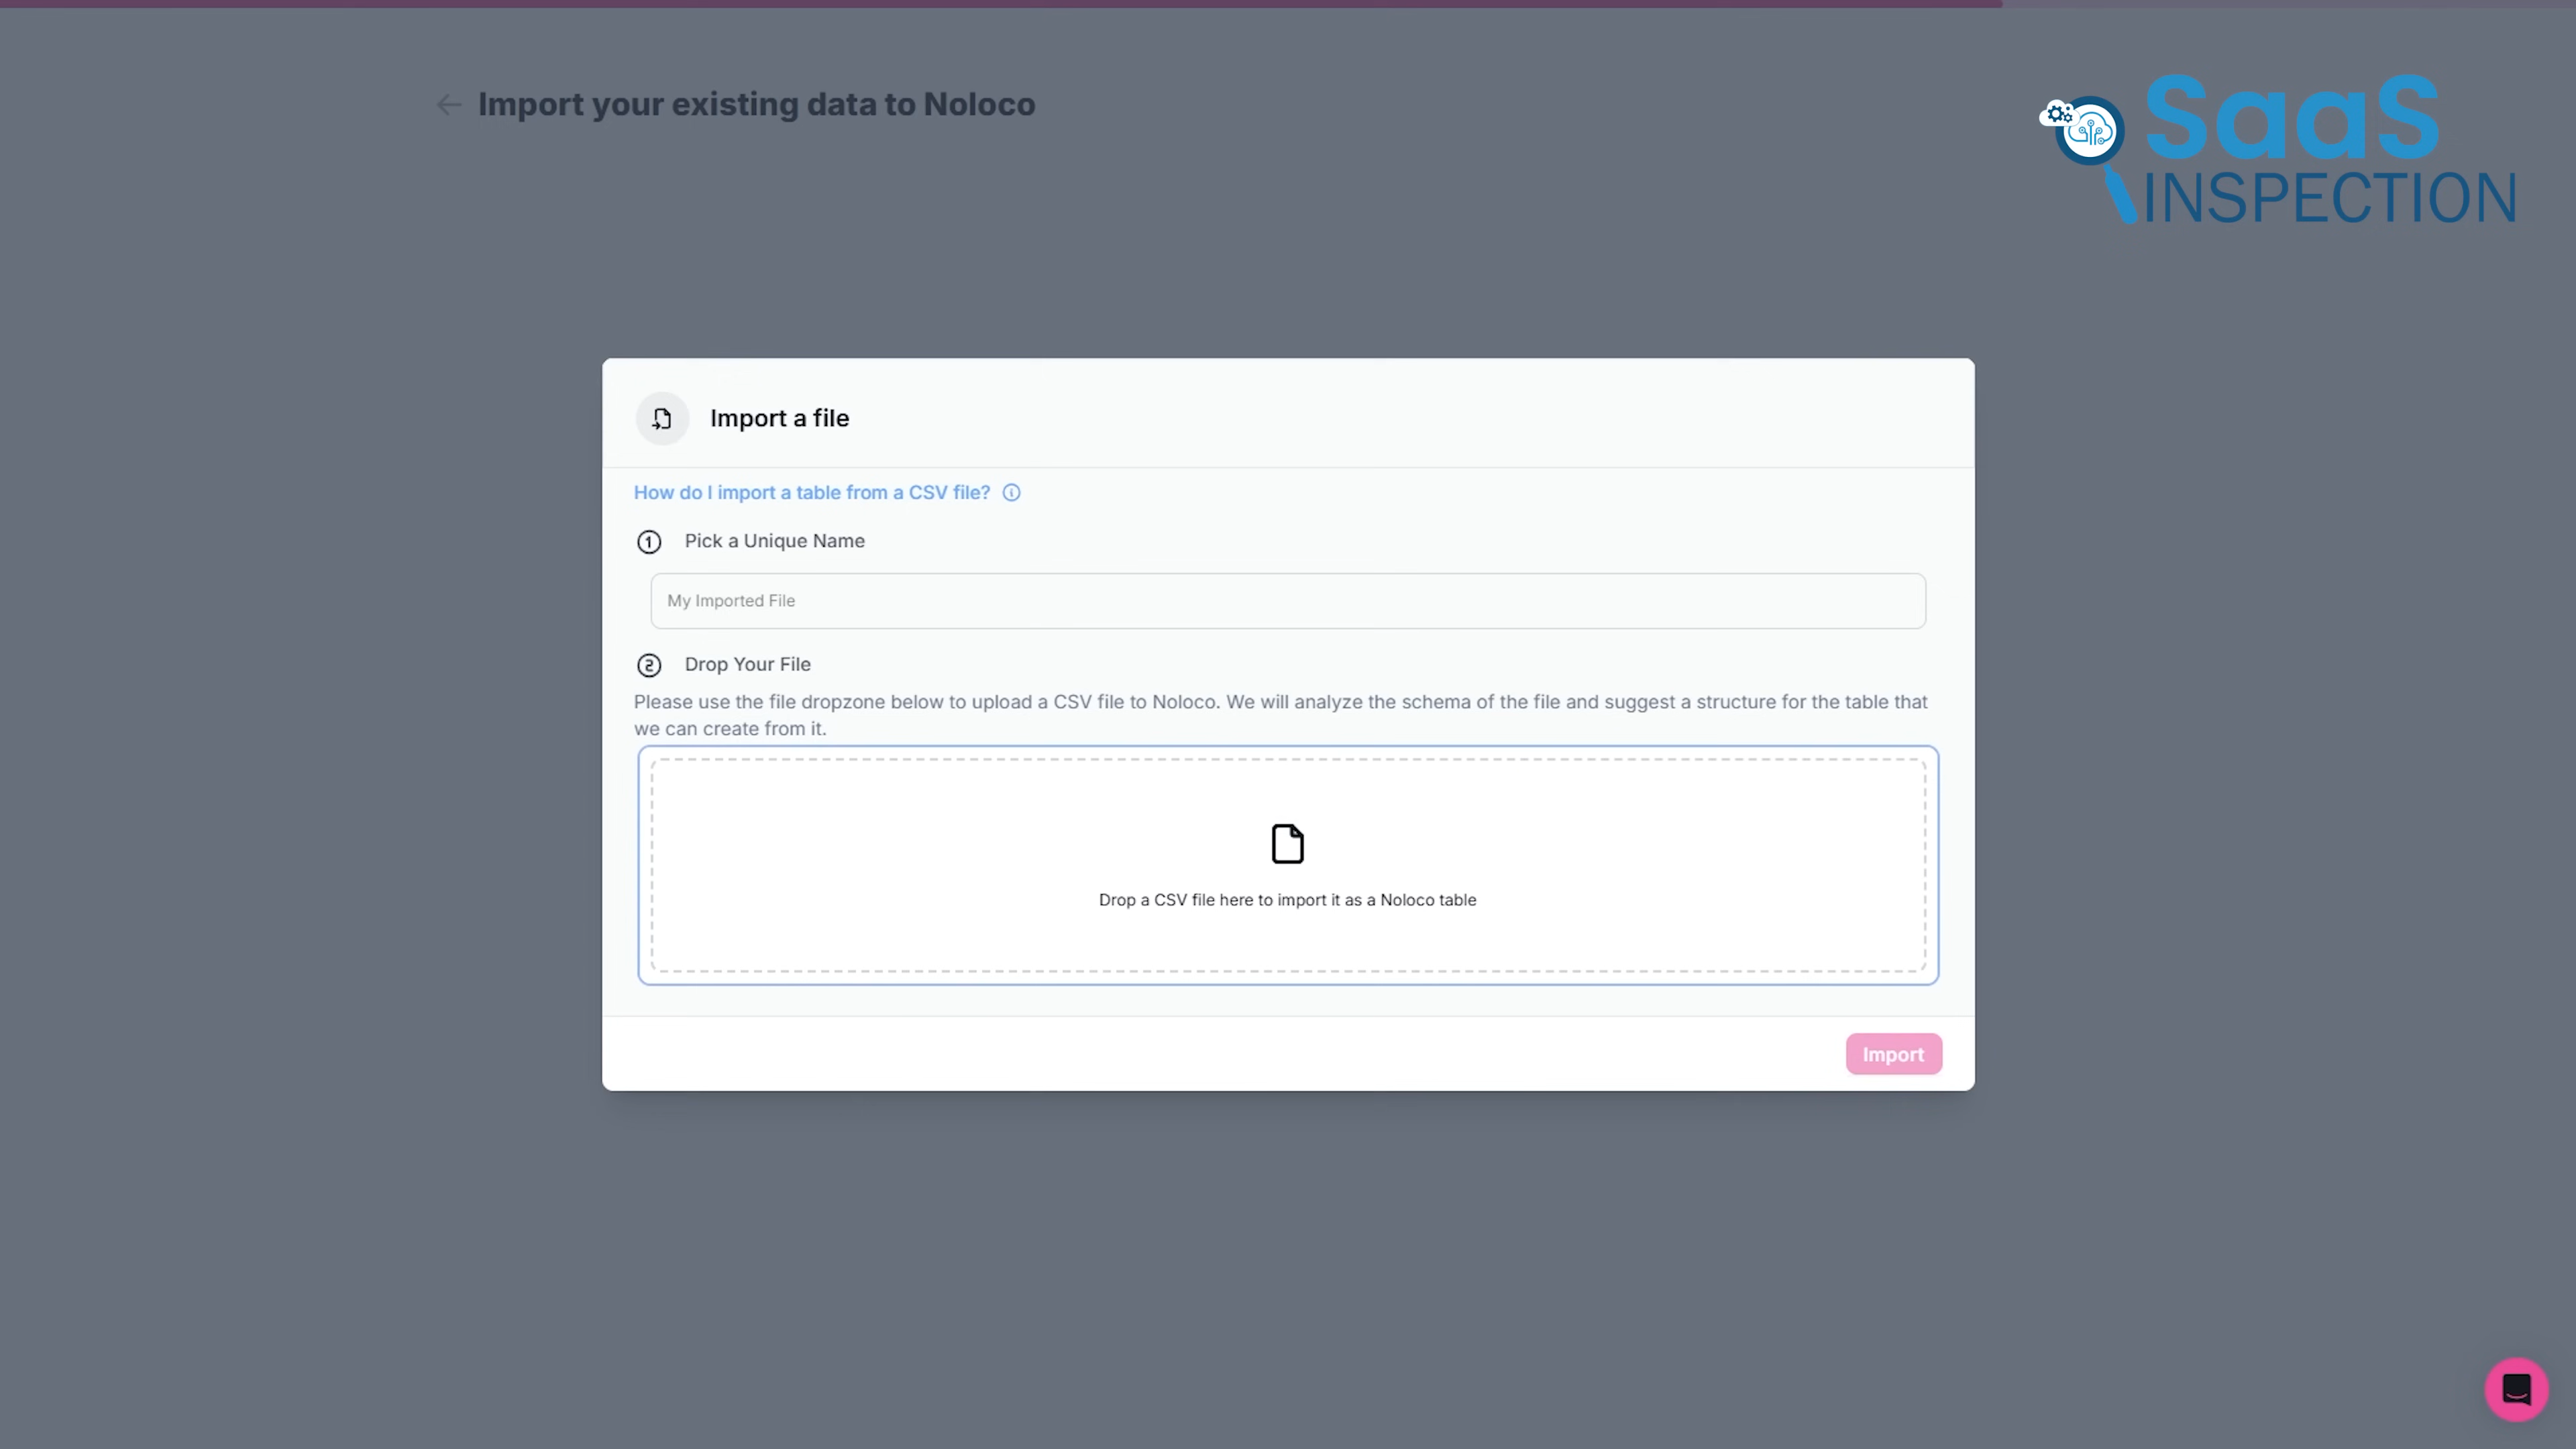 Import your existing data to Noloco
SaaS
INSPECTION
Import a file
How do I import a table from a CSV file?
1 Pick a Unique Name
My Imported File
2 Drop Your File
Please use the file dropzone below to upload a CSV file to Noloco. We will analyze the schema of the file and suggest a structure for the table that
we can create from it.
Drop a CSV file here to import it as a Noloco table
Import